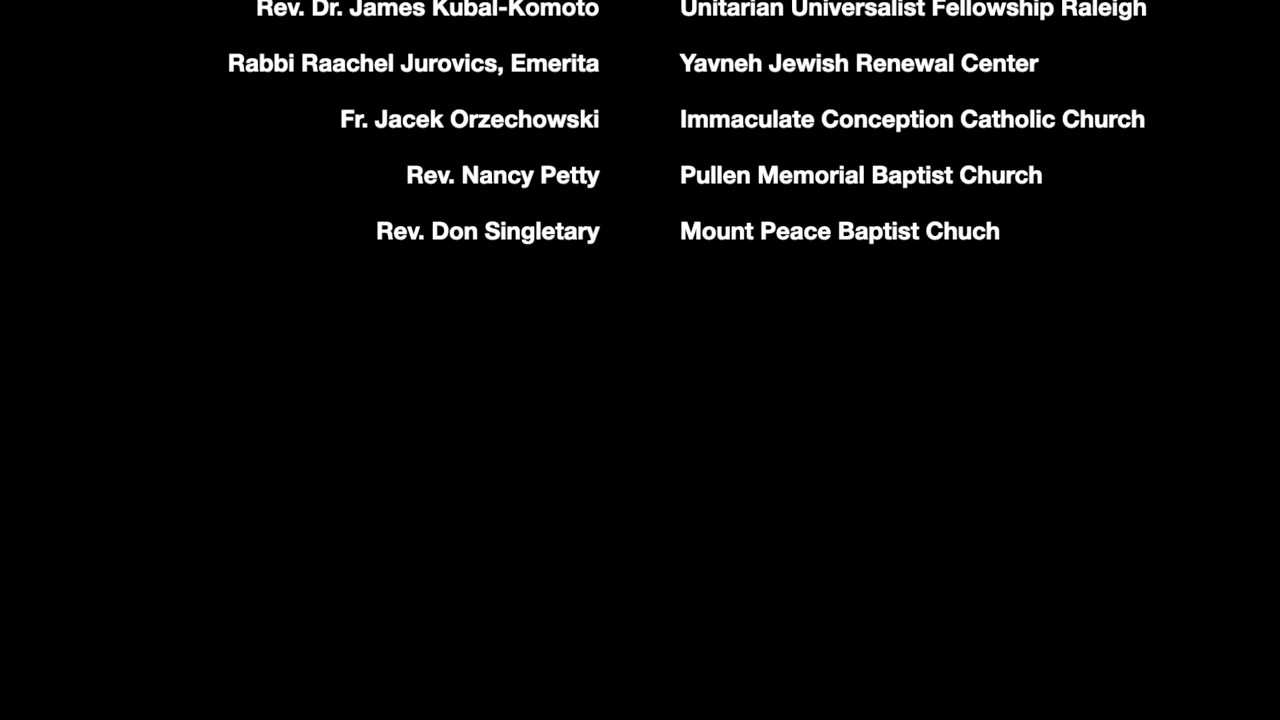 Rev. Dr. James Kubal-Komoto Unitarian Universalist Fellowship Raleigh
Rabbi Raachel Jurovics, Emerita Yavneh Jewish Renewal Center
Fr. Jacek Orzechowski Immaculate Conception Catholic Church
Rev. Nancy Petty Pullen Memorial Baptist Church
Rev. Don Singletary Mount Peace Baptist Chuch